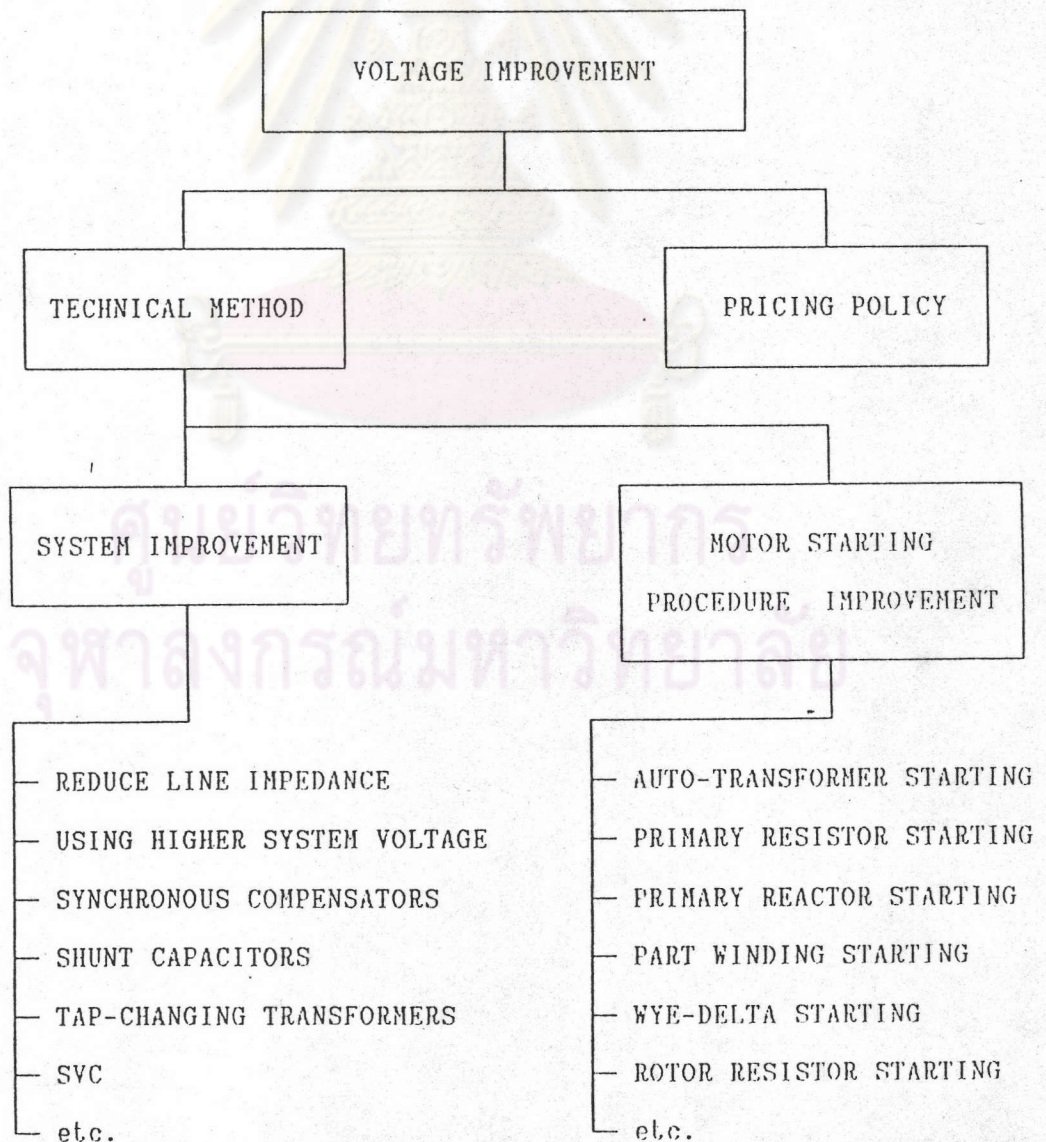 VOLTAGE IMPROVEMENT
TECHNICAL METHOD
PRICING POLICY
SYSTEM IMPROVEMENT
MOTOR STARTING
PROCEDURE IMPROVEMENT
ศูนย์วิทยทรัพยากร
จุฬาลงกรณ์มหาวิทยาลัย
REDUCE LINE IMPEDANCE
USING HIGHER SYSTEM VOLTAGE
SYNCHRONOUS COMPENSATORS
SHUNT CAPACITORS
TAP-CHANGING TRANSFORMERS
SVC
etc.
AUTO-TRANSFORMER STARTING
PRIMARY RESISTOR STARTING
PRIMARY REACTOR STARTING
PART WINDING STARTING
WYE-DELTA STARTING
ROTOR RESISTOR STARTING
etc.